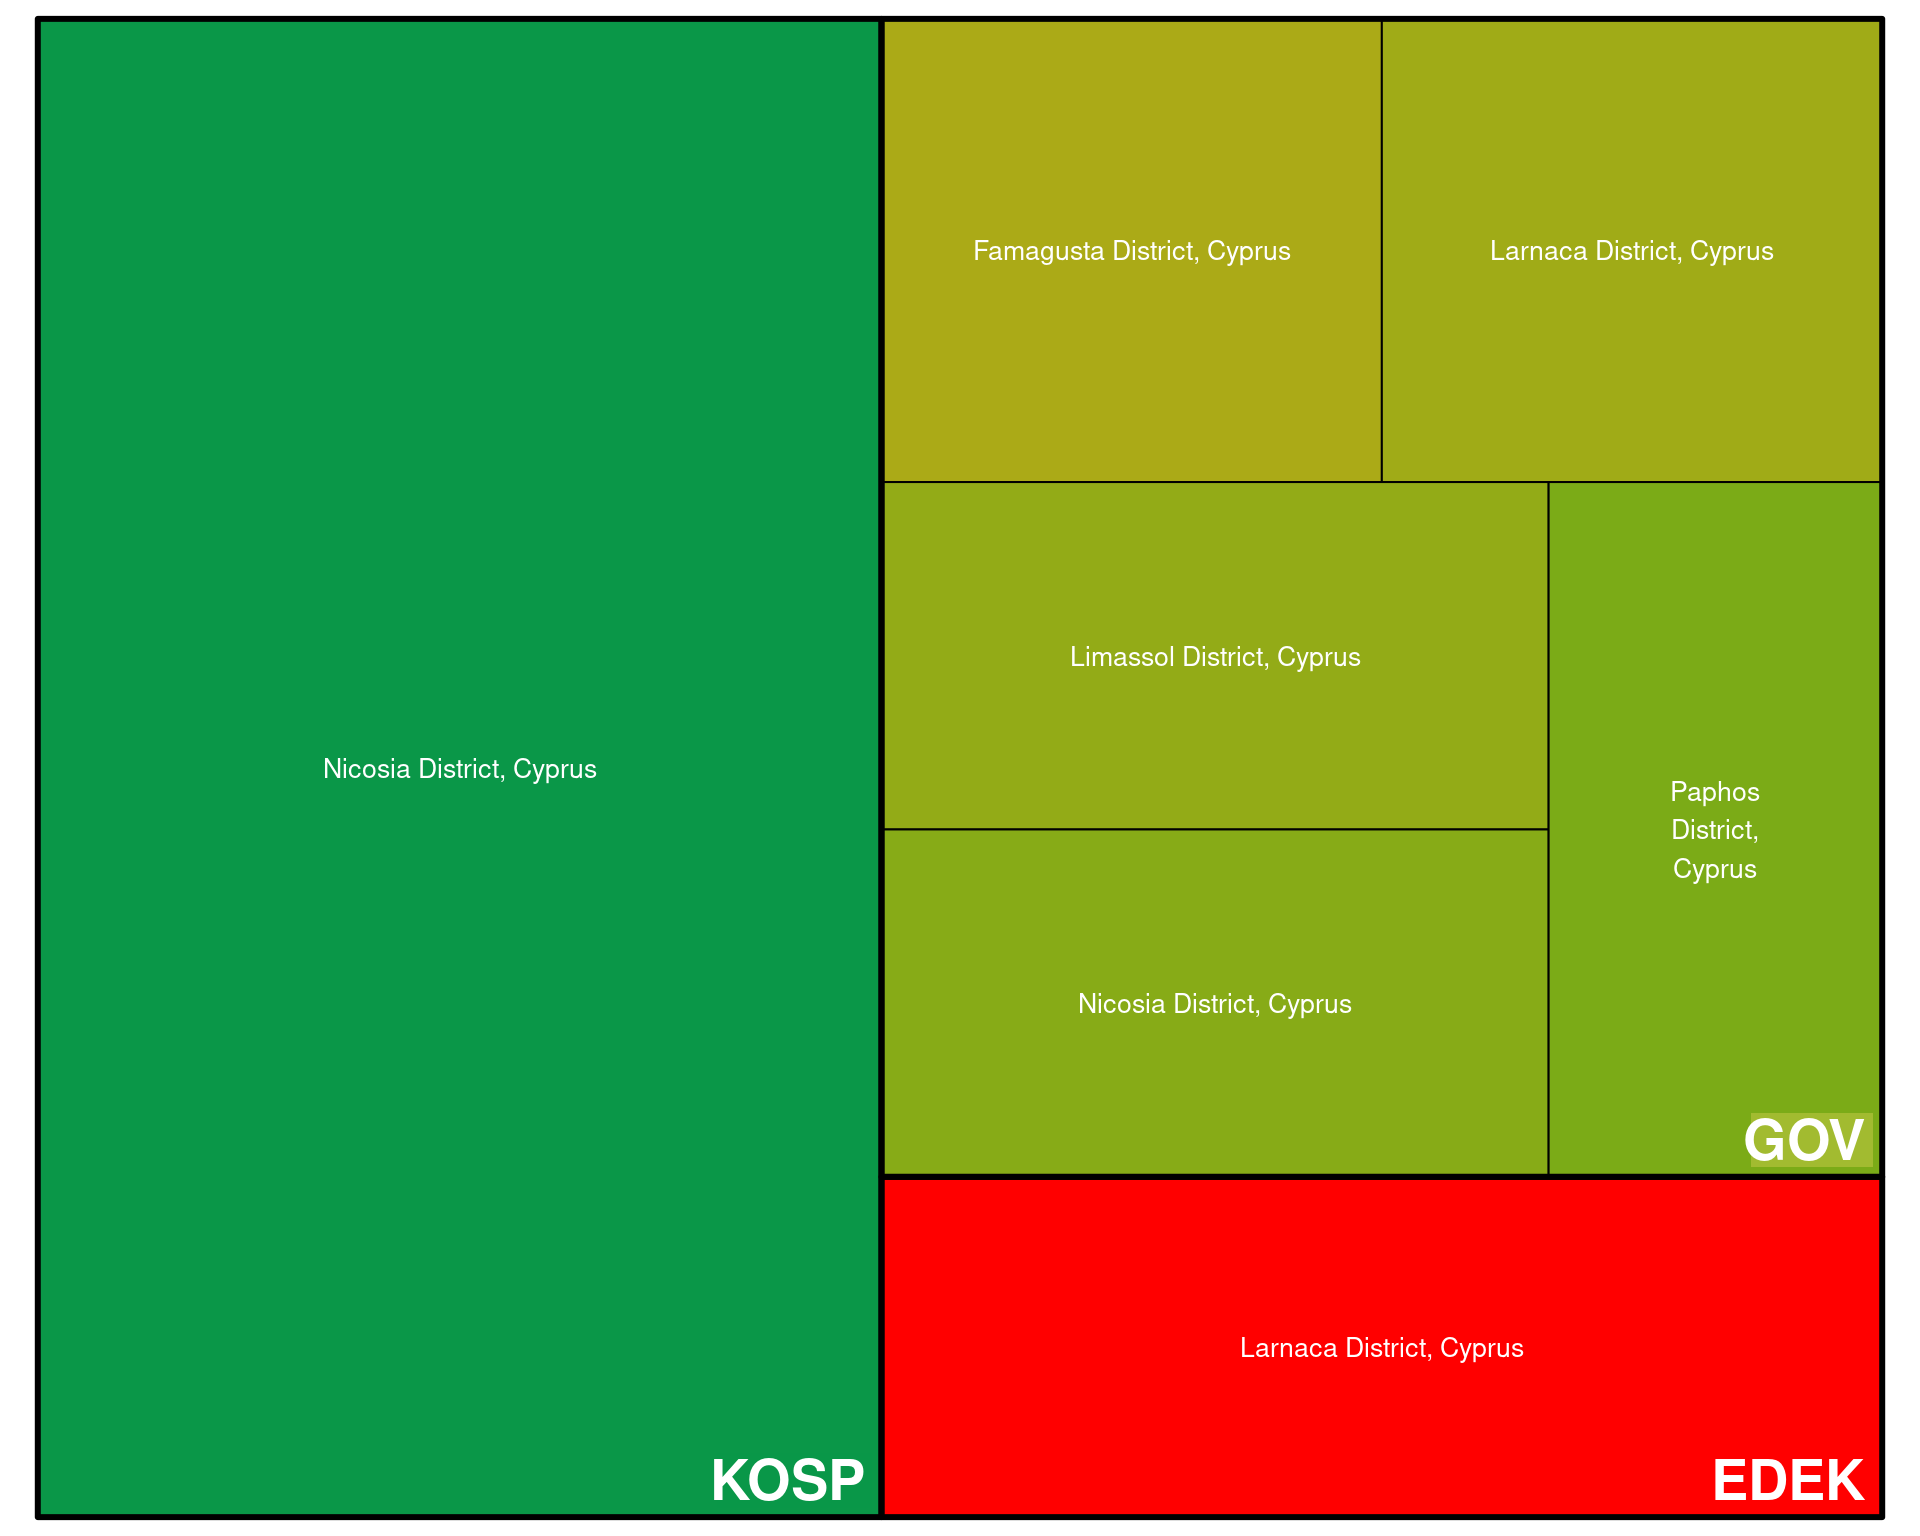 Nicosia District, Cyprus
KOSP
Famagusta District, Cyprus
Larnaca District, Cyprus
Limassol District, Cyprus
Nicosia District, Cyprus
Paphos
District,
Cyprus
GOV
Larnaca District, Cyprus
EDEK